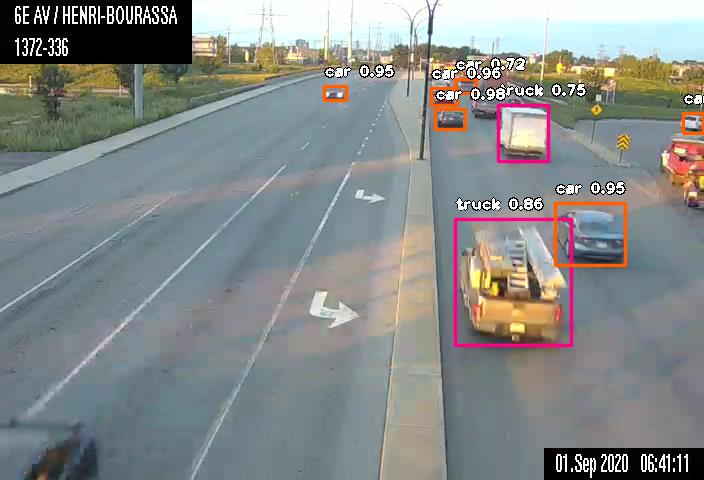 6E AV / HENRI-BOURASSA
1372-336
car 0.95
car 0.72
car 0.96
car 0.98
truck 0.75
ca
car 0.95
truck 0.86
01.Sep 2020 06:41:11